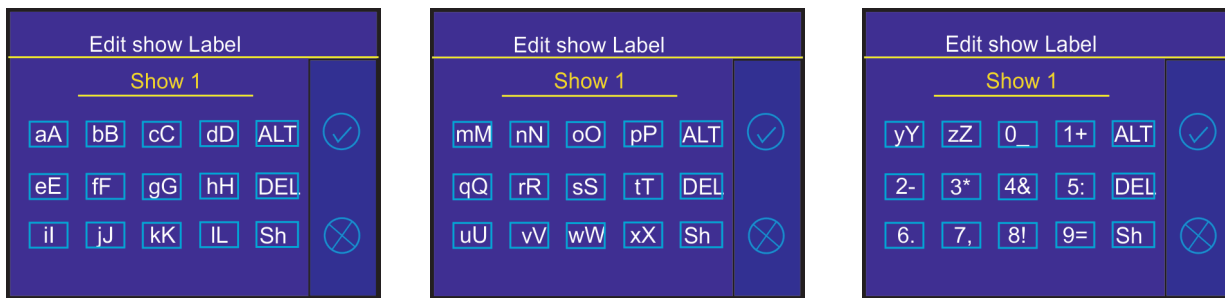 Edit show Label
Show 1
aA bB cC dD ALT
eE fF gG hH DEL
iI jJ kK lL Sh
Edit show Label
Show 1
mM nN oO pP ALT
qQ rR sS tT DEL
uU vV wW xX Sh
Edit show Label
Show 1
yY zZ 0_ 1+ ALT
2- 3* 4& 5: DEL
6. 7, 8! 9= Sh